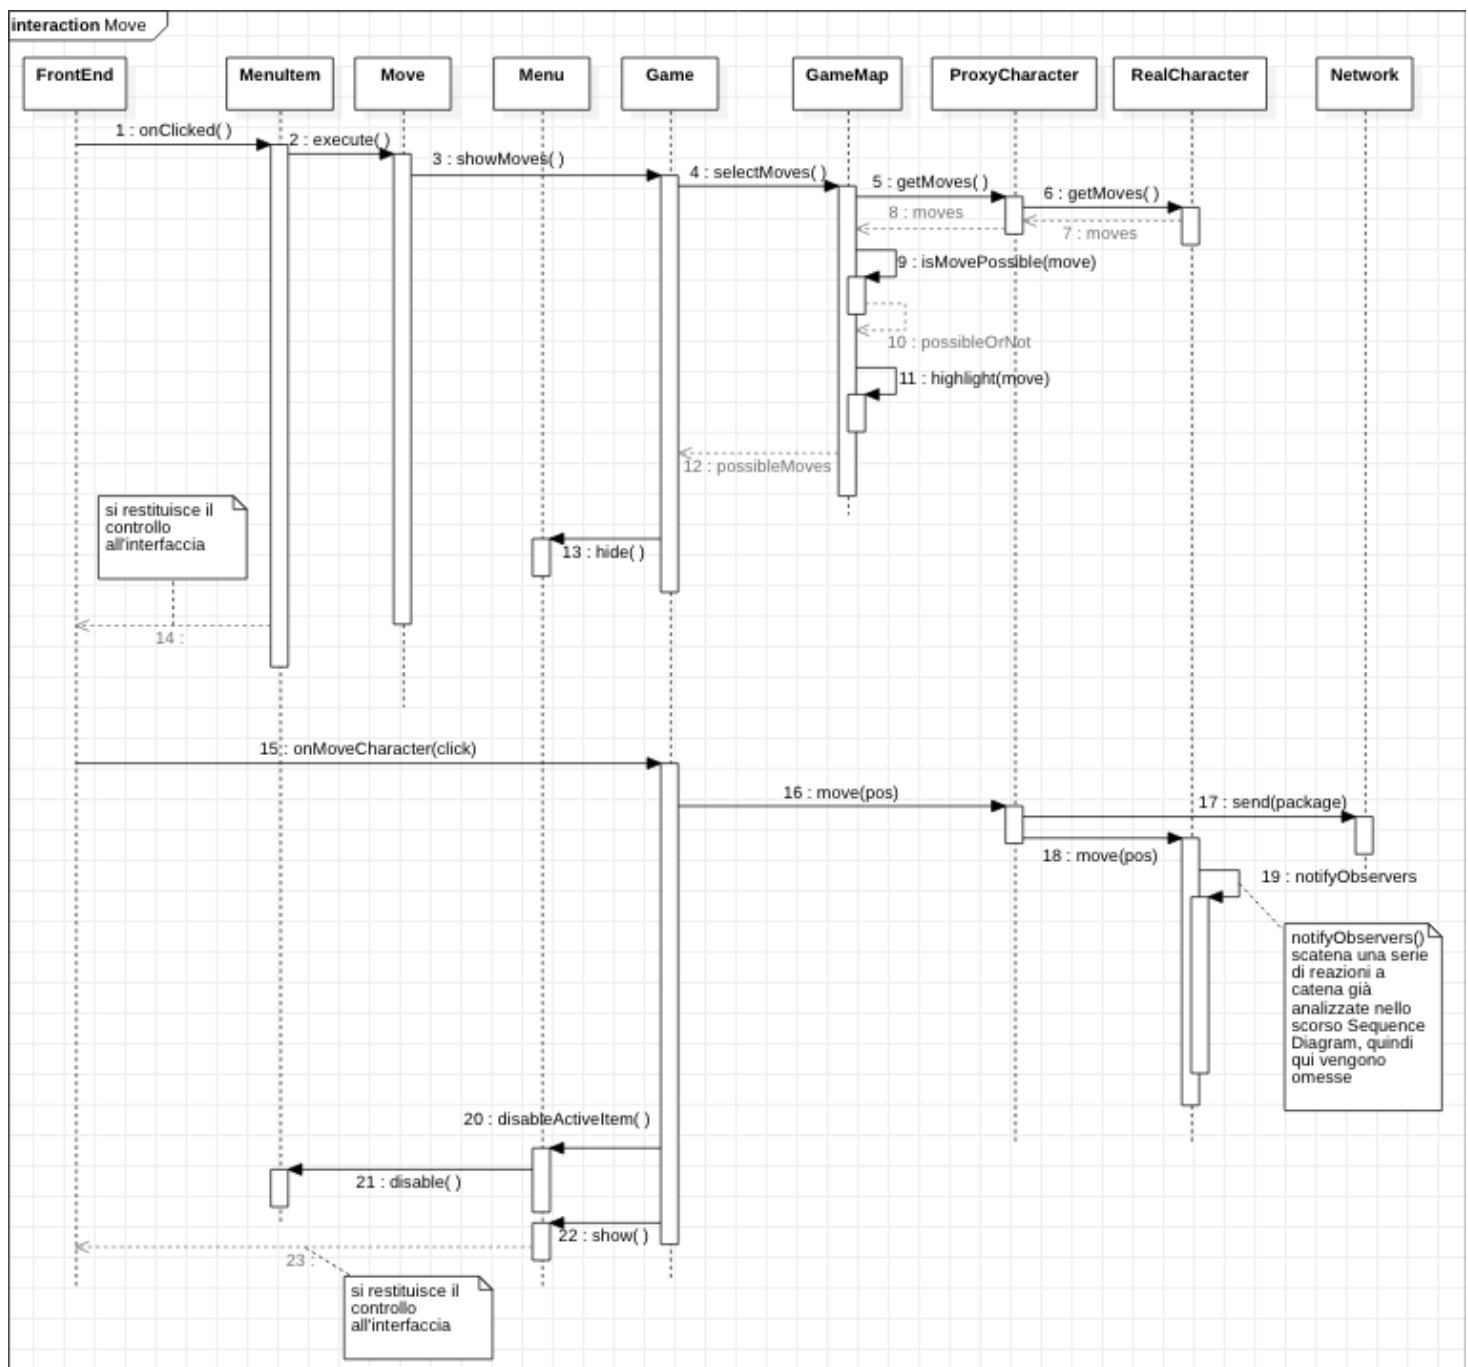 interaction Move
FrontEnd
MenuItem
Move
Menu
Game
GameMap
ProxyCharacter
RealCharacter
Network
1 : onClicked( )
2 : execute( )
3 : showMoves( )
4 : selectMoves( )
5 : getMoves( )
6 : getMoves( )
8 : moves
7 : moves
9 : isMovePossible(move)
10 : possibleOrNot
11 : highlight(move)
12 : possibleMoves
si restituisce il
controllo
all'interfaccia
13 : hide( )
14 :
15 : onMoveCharacter(click)
16 : move(pos)
17 : send(package)
18 : move(pos)
19 : notifyObservers
notifyObservers()
scatena una serie
di reazioni a
catena già
analizzate nello
scorso Sequence
Diagram, quindi
qui vengono
omesse
20 : disableActiveItem( )
21 : disable( )
22 : show( )
23 :
si restituisce il
controllo
all'interfaccia